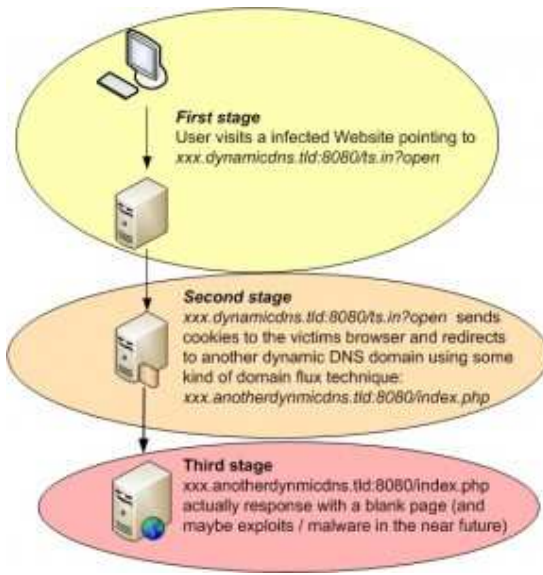 First stage
User visits a infected Website pointing to
xxx.dynamicdns.tld:8080/ts.in?open
Second stage
xxx.dynamicdns.tld:8080/ts.in?open sends
cookies to the victims browser and redirects
to another dynamic DNS domain using some
kind of domain flux technique:
xxx.anotherdynmicdns.tld:8080/index.php
Third stage
xxx.anotherdynmicdns.tld:8080/index.php
actually response with a blank page (and
maybe exploits / malware in the near future)